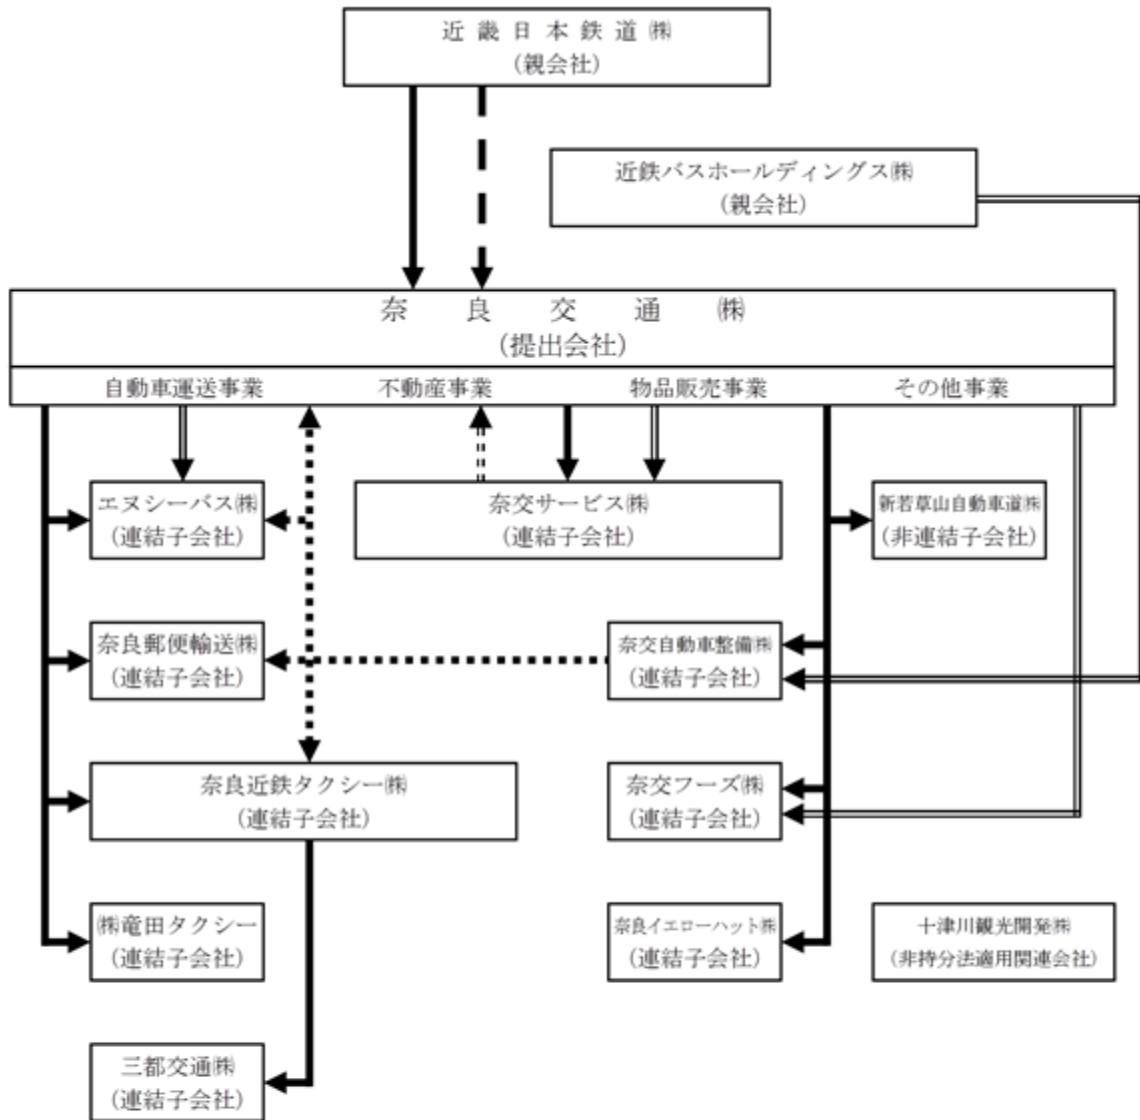 近畿日本鉄道㈱
(親会社)
近鉄バスホールディングス㈱
(親会社)
奈良交通㈱
(提出会社)
自動車運送事業 不動産事業 物品販売事業 その他事業
エヌシーバス㈱
(連結子会社)
奈交サービス㈱
(連結子会社)
新若草山自動車道㈱
(非連結子会社)
奈良郵便輸送㈱
(連結子会社)
奈交自動車整備㈱
(連結子会社)
奈良近鉄タクシー㈱
(連結子会社)
奈交フーズ㈱
(連結子会社)
㈱竜田タクシー
(連結子会社)
奈良イエローハット㈱
(連結子会社)
十津川観光開発㈱
(非持分法適用関連会社)
三都交通㈱
(連結子会社)